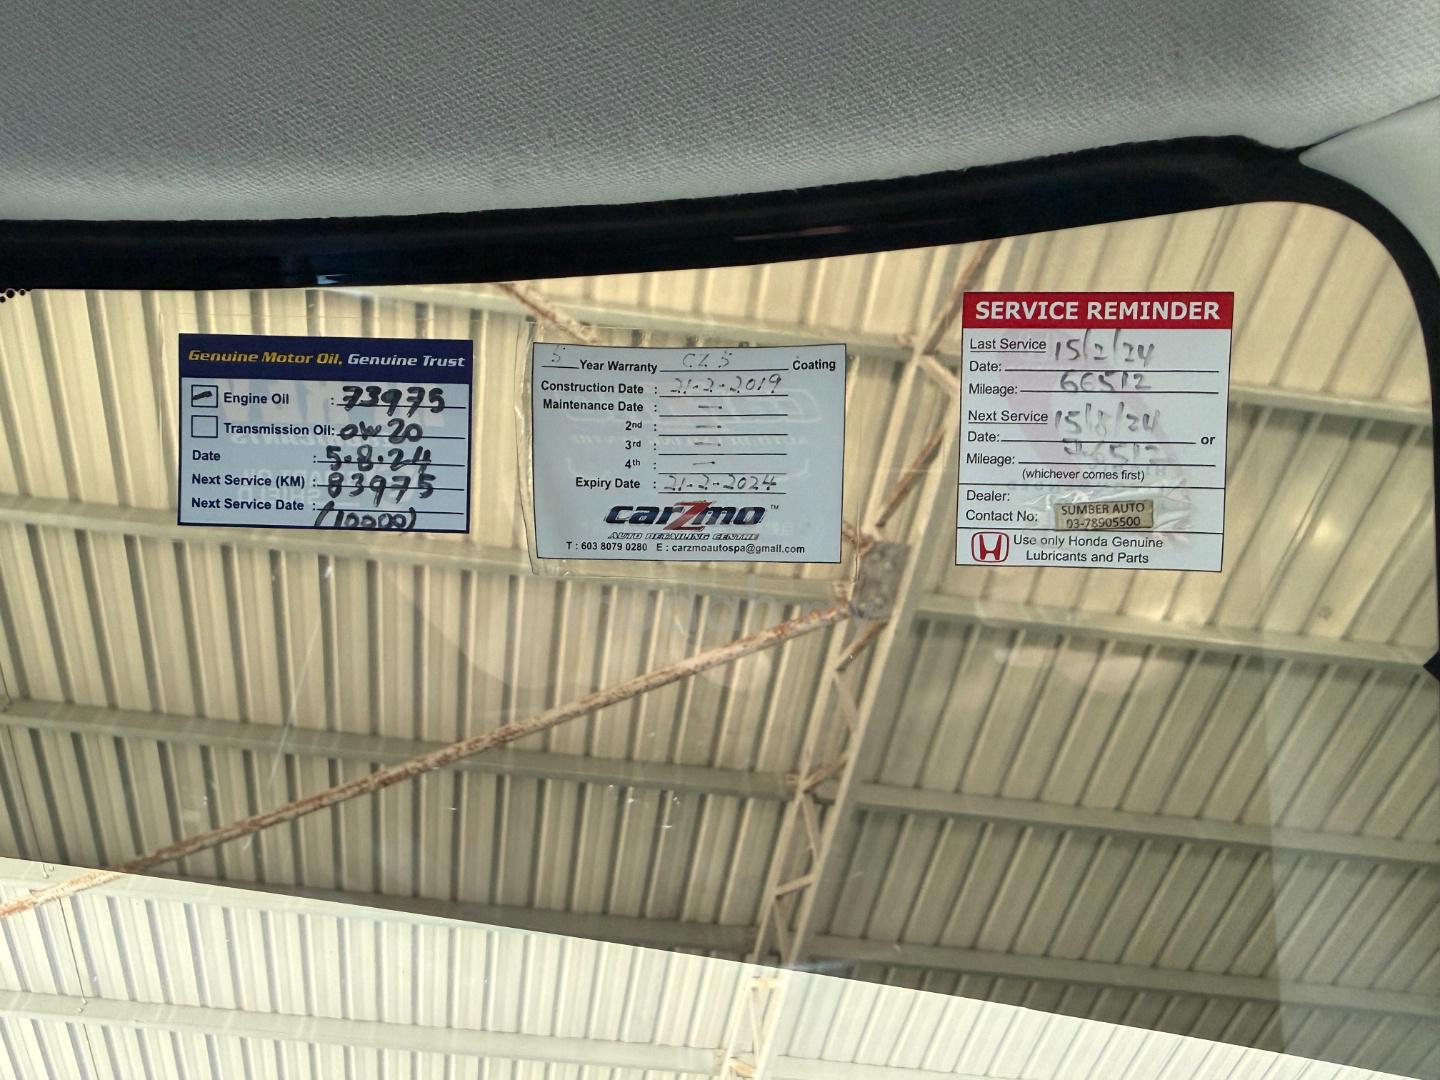 Genuine Motor Oil, Genuine Trust
Engine Oil : 73975
Transmission Oil: 0W20
Date : 5.8.24
Next Service (KM) : 83975
Next Service Date :
(10000)
5 Year Warranty CZ 5 Coating
Construction Date : 21-2-2019
Maintenance Date : —
2nd : —
3rd : —
4th : —
Expiry Date : 21-2-2024
carZmo™
AUTO DETAILING CENTRE
T : 603 8079 0280 E : carzmoautospa@gmail.com
SERVICE REMINDER
Last Service 15/2/24
Date:
Mileage: 66512
Next Service 15/8/24
Date: or
Mileage:
(whichever comes first)
Dealer:
Contact No: SUMBER AUTO
03-78905500
Use only Honda Genuine
Lubricants and Parts